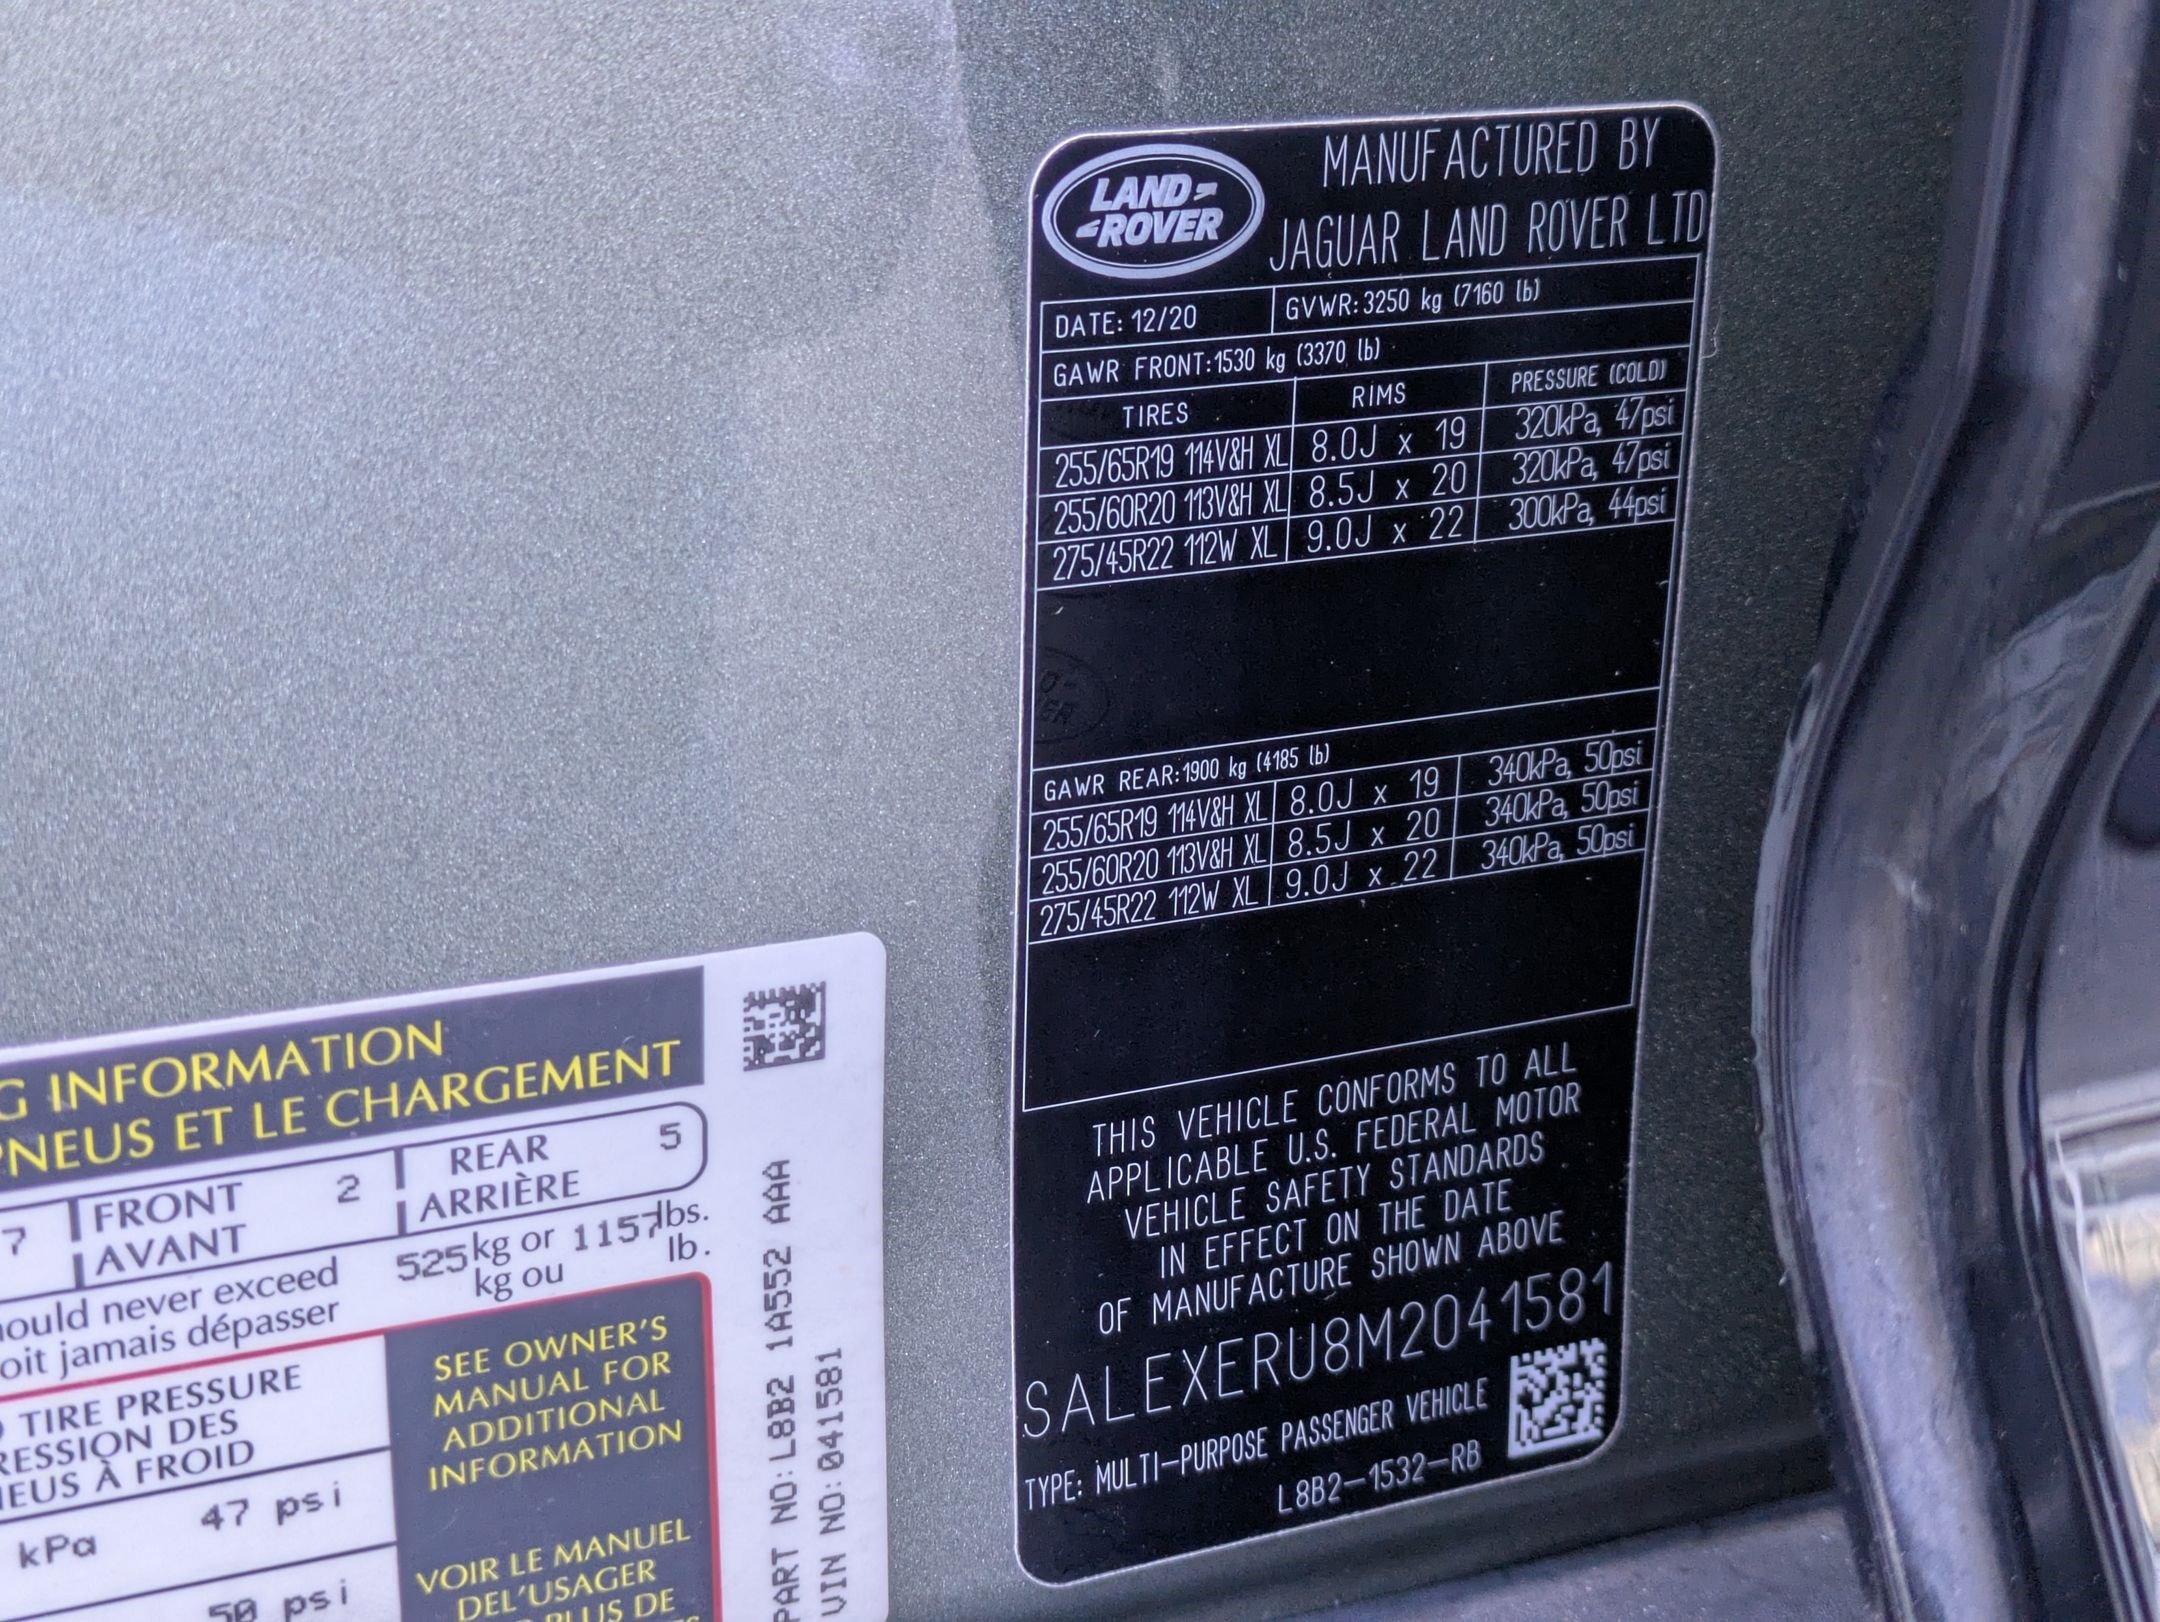 LAND
ROVER
MANUFACTURED BY
JAGUAR LAND ROVER LTD
DATE: 12/20 GVWR: 3250 kg (7160 lb)
GAWR FRONT: 1530 kg (3370 lb)
TIRES RIMS PRESSURE (COLD)
255/65R19 114V&H XL 8.0J x 19 320kPa, 47psi
255/60R20 113V&H XL 8.5J x 20 320kPa, 47psi
275/45R22 112W XL 9.0J x 22 300kPa, 44psi
GAWR REAR: 1900 kg (4185 lb)
255/65R19 114V&H XL 8.0J x 19 340kPa, 50psi
255/60R20 113V&H XL 8.5J x 20 340kPa, 50psi
275/45R22 112W XL 9.0J x 22 340kPa, 50psi
THIS VEHICLE CONFORMS TO ALL
APPLICABLE U.S. FEDERAL MOTOR
VEHICLE SAFETY STANDARDS
IN EFFECT ON THE DATE
OF MANUFACTURE SHOWN ABOVE
SALEXERU8M2041581
TYPE: MULTI-PURPOSE PASSENGER VEHICLE
L8B2-1532-RB
G INFORMATION
PNEUS ET LE CHARGEMENT
7 FRONT 2 REAR 5
AVANT ARRIÈRE
ould never exceed 525 kg or 1157 lbs.
oit jamais dépasser kg ou lb.
TIRE PRESSURE
RESSION DES
NEUS À FROID
kPa 47 psi
50 psi
SEE OWNER'S
MANUAL FOR
ADDITIONAL
INFORMATION
VOIR LE MANUEL
DEL'USAGER
PLUS DE
PART NO: L8B2 1A552 AAA
VIN NO: 041581